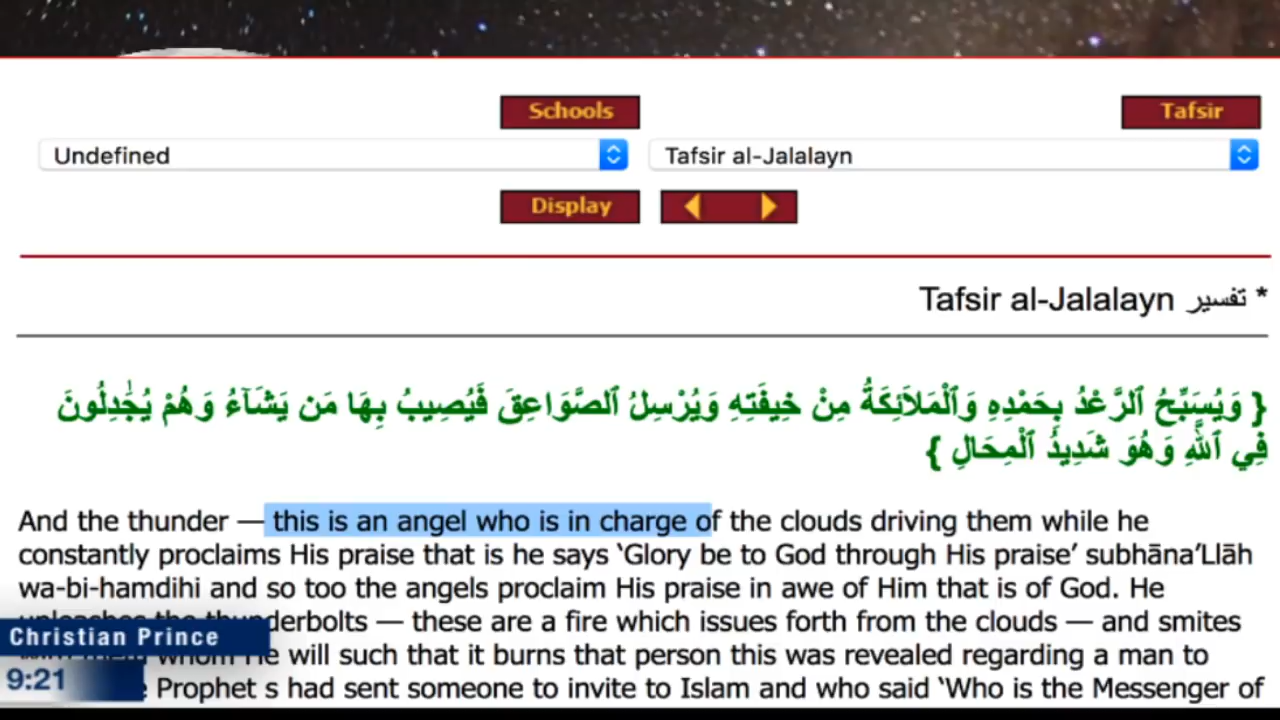 Schools
Tafsir
Undefined
Tafsir al-Jalalayn
Display
* تفسير Tafsir al-Jalalayn
{ وَيُسَبِّحُ ٱلرَّعْدُ بِحَمْدِهِ وَٱلْمَلاَئِكَةُ مِنْ خِيفَتِهِ وَيُرْسِلُ ٱلصَّوَاعِقَ فَيُصِيبُ بِهَا مَن يَشَآءُ وَهُمْ يُجَٰدِلُونَ
فِي ٱللَّهِ وَهُوَ شَدِيدُ ٱلْمِحَالِ }
And the thunder — this is an angel who is in charge of the clouds driving them while he
constantly proclaims His praise that is he says ‘Glory be to God through His praise’ subhāna’Llāh
wa-bi-hamdihi and so too the angels proclaim His praise in awe of Him that is of God. He
thunderbolts — these are a fire which issues forth from the clouds — and smites
whom He will such that it burns that person this was revealed regarding a man to
Prophet s had sent someone to invite to Islam and who said ‘Who is the Messenger of
Christian Prince
9:21